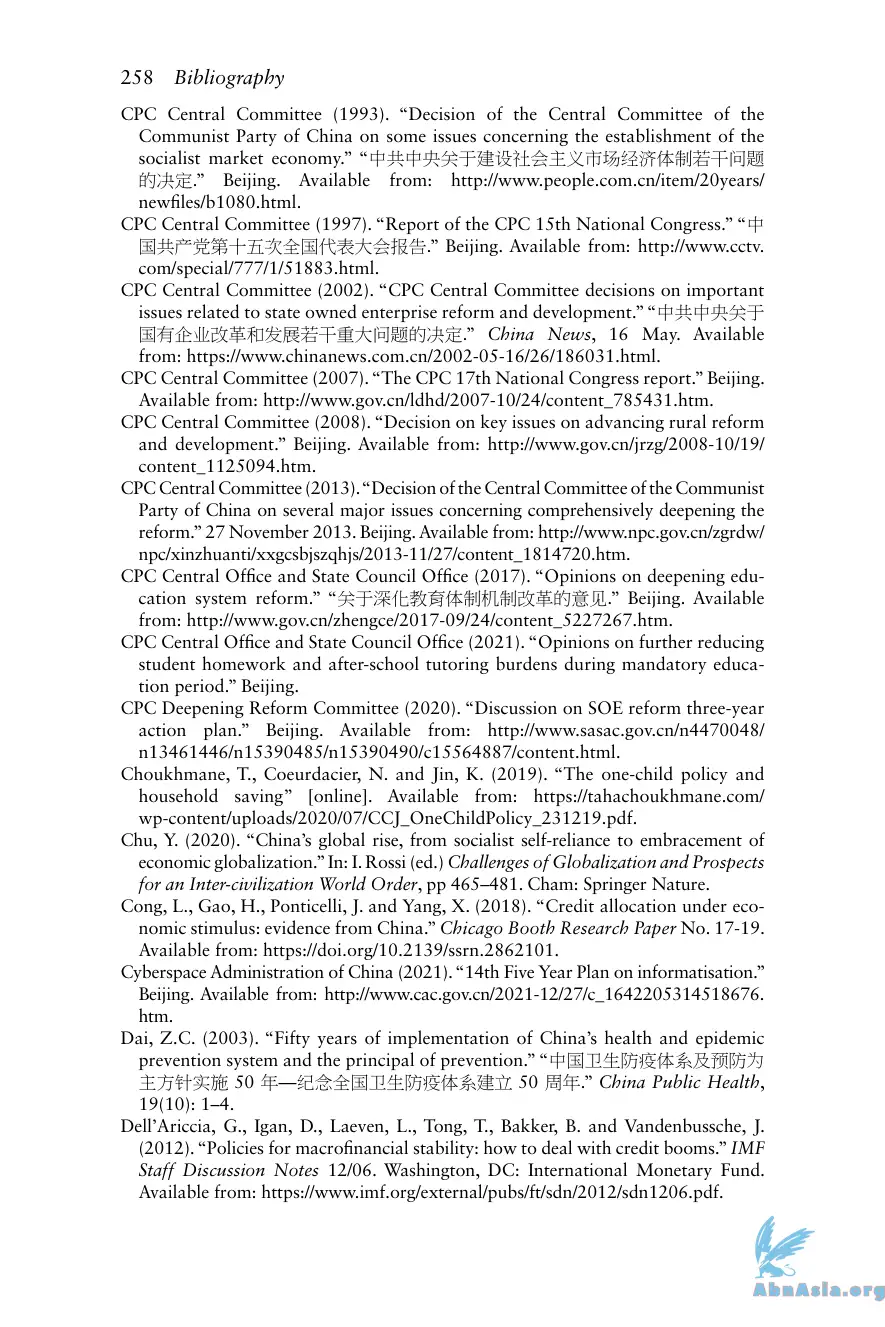 258 Bibliography
CPC Central Committee (1993). “Decision of the Central Committee of the
Communist Party of China on some issues concerning the establishment of the
socialist market economy.” “中共中央关于建设社会主义市场经济体制若干问题
的决定.” Beijing. Available from: http://www.people.com.cn/item/20years/
newfiles/b1080.html.
CPC Central Committee (1997). “Report of the CPC 15th National Congress.” “中
国共产党第十五次全国代表大会报告.” Beijing. Available from: http://www.cctv.
com/special/777/1/51883.html.
CPC Central Committee (2002). “CPC Central Committee decisions on important
issues related to state owned enterprise reform and development.” “中共中央关于
国有企业改革和发展若干重大问题的决定.” China News, 16 May. Available
from: https://www.chinanews.com.cn/2002-05-16/26/186031.html.
CPC Central Committee (2007). “The CPC 17th National Congress report.” Beijing.
Available from: http://www.gov.cn/ldhd/2007-10/24/content_785431.htm.
CPC Central Committee (2008). “Decision on key issues on advancing rural reform
and development.” Beijing. Available from: http://www.gov.cn/jrzg/2008-10/19/
content_1125094.htm.
CPC Central Committee (2013). “Decision of the Central Committee of the Communist
Party of China on several major issues concerning comprehensively deepening the
reform.” 27 November 2013. Beijing. Available from: http://www.npc.gov.cn/zgrdw/
npc/xinzhuanti/xxgcsbjszqhjs/2013-11/27/content_1814720.htm.
CPC Central Office and State Council Office (2017). “Opinions on deepening edu-
cation system reform.” “关于深化教育体制机制改革的意见.” Beijing. Available
from: http://www.gov.cn/zhengce/2017-09/24/content_5227267.htm.
CPC Central Office and State Council Office (2021). “Opinions on further reducing
student homework and after-school tutoring burdens during mandatory educa-
tion period.” Beijing.
CPC Deepening Reform Committee (2020). “Discussion on SOE reform three-year
action plan.” Beijing. Available from: http://www.sasac.gov.cn/n4470048/
n13461446/n15390485/n15390490/c15564887/content.html.
Choukhmane, T., Coeurdacier, N. and Jin, K. (2019). “The one-child policy and
household saving” [online]. Available from: https://tahachoukhmane.com/
wp-content/uploads/2020/07/CCJ_OneChildPolicy_231219.pdf.
Chu, Y. (2020). “China’s global rise, from socialist self-reliance to embracement of
economic globalization.” In: I. Rossi (ed.) Challenges of Globalization and Prospects
for an Inter-civilization World Order, pp 465–481. Cham: Springer Nature.
Cong, L., Gao, H., Ponticelli, J. and Yang, X. (2018). “Credit allocation under eco-
nomic stimulus: evidence from China.” Chicago Booth Research Paper No. 17-19.
Available from: https://doi.org/10.2139/ssrn.2862101.
Cyberspace Administration of China (2021). “14th Five Year Plan on informatisation.”
Beijing. Available from: http://www.cac.gov.cn/2021-12/27/c_1642205314518676.
htm.
Dai, Z.C. (2003). “Fifty years of implementation of China’s health and epidemic
prevention system and the principal of prevention.” “中国卫生防疫体系及预防为
主方针实施 50 年—纪念全国卫生防疫体系建立 50 周年.” China Public Health,
19(10): 1–4.
Dell’Ariccia, G., Igan, D., Laeven, L., Tong, T., Bakker, B. and Vandenbussche, J.
(2012). “Policies for macrofinancial stability: how to deal with credit booms.” IMF
Staff Discussion Notes 12/06. Washington, DC: International Monetary Fund.
Available from: https://www.imf.org/external/pubs/ft/sdn/2012/sdn1206.pdf.
AbnAsia.org